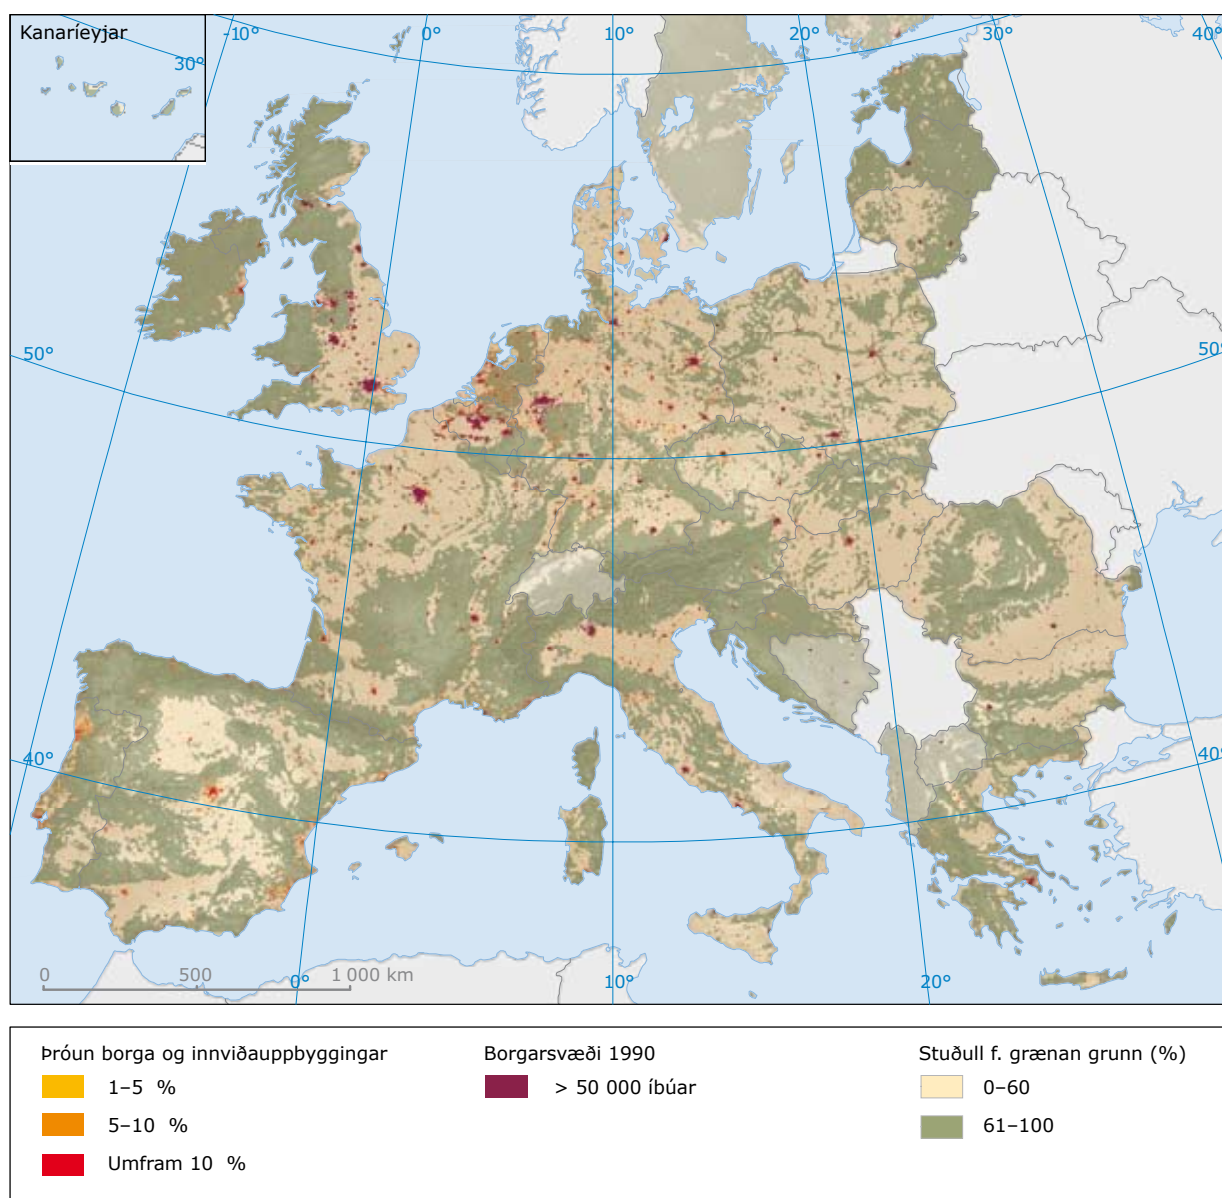 Kanaríeyjar
-10°
0°
10°
20°
30°
40°
30°
50°
50°
40°
40°
0
500
1 000 km
0°
10°
20°
Þróun borga og innviðauppbyggingar
1–5 %
5–10 %
Umfram 10 %
Borgarsvæði 1990
> 50 000 íbúar
Stuðull f. grænan grunn (%)
0–60
61–100